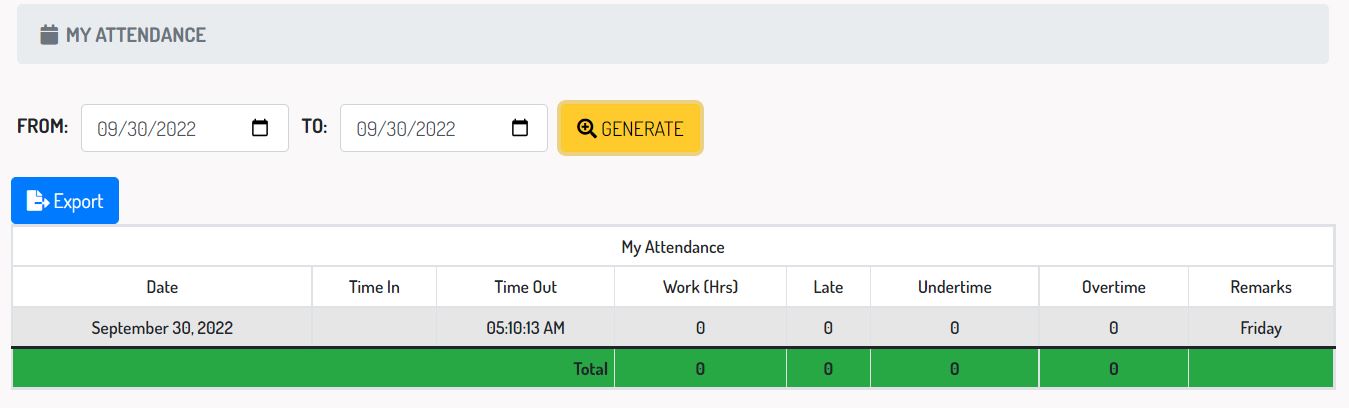 MY ATTENDANCE
FROM: 09/30/2022 TO: 09/30/2022 GENERATE
Export
My Attendance
Date Time In Time Out Work (Hrs) Late Undertime Overtime Remarks
September 30, 2022 05:10:13 AM 0 0 0 0 Friday
Total 0 0 0 0